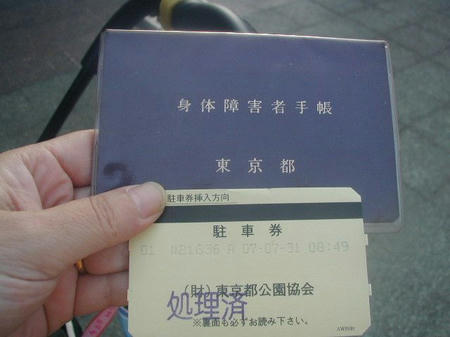 身体障害者手帳
東京都
駐車券挿入方向
駐車券
01 #21636 A 07-07-31 08:49
(財)東京都公園協会
処理済
※裏面も必ずお読み下さい。